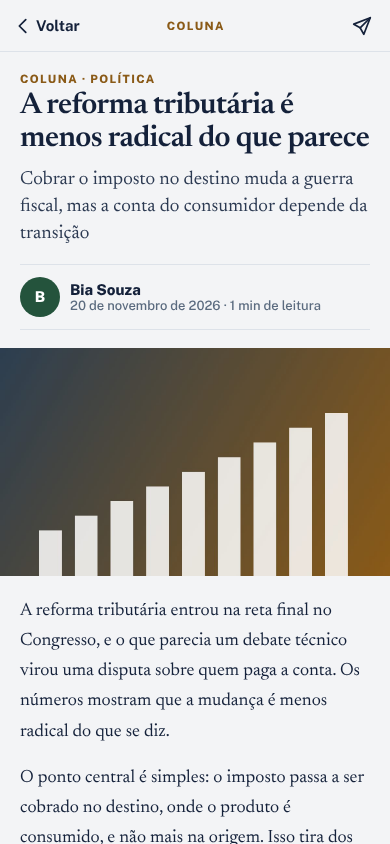 Voltar
COLUNA
COLUNA · POLÍTICA
A reforma tributária é
menos radical do que parece
Cobrar o imposto no destino muda a guerra
fiscal, mas a conta do consumidor depende da
transição
B
Bia Souza
20 de novembro de 2026 · 1 min de leitura
A reforma tributária entrou na reta final no
Congresso, e o que parecia um debate técnico
virou uma disputa sobre quem paga a conta. Os
números mostram que a mudança é menos
radical do que se diz.
O ponto central é simples: o imposto passa a ser
cobrado no destino, onde o produto é
consumido, e não mais na origem. Isso tira dos